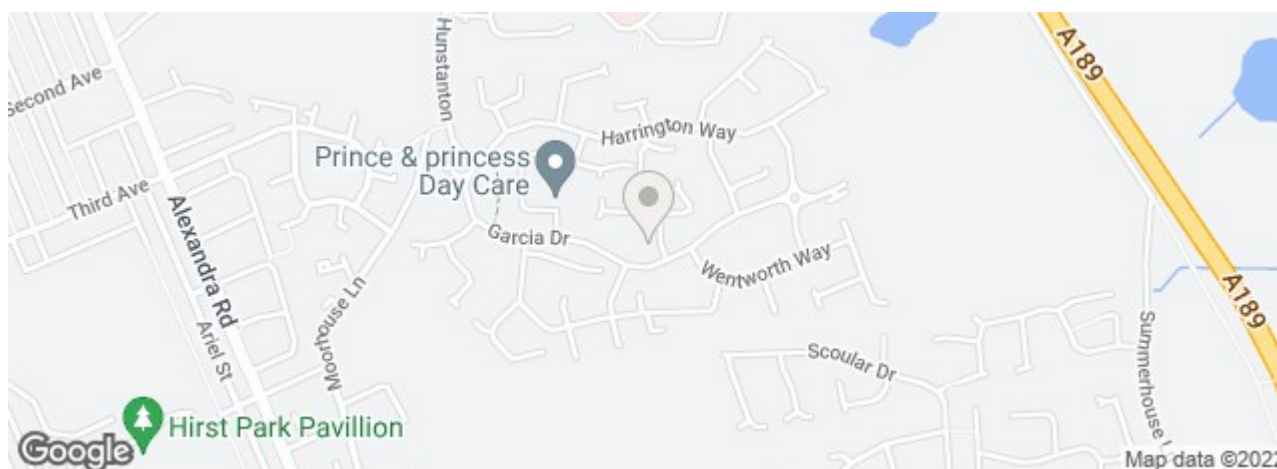 Hunstanton
A189
Second Ave
Harrington Way
Prince & princess
Day Care
Third Ave
Alexandra Rd
Garcia Dr
Wentworth Way
Moorhouse Ln
A189
Ariel St
Scoular Dr
Summerhouse L
Hirst Park Pavillion
Google
Map data ©2022